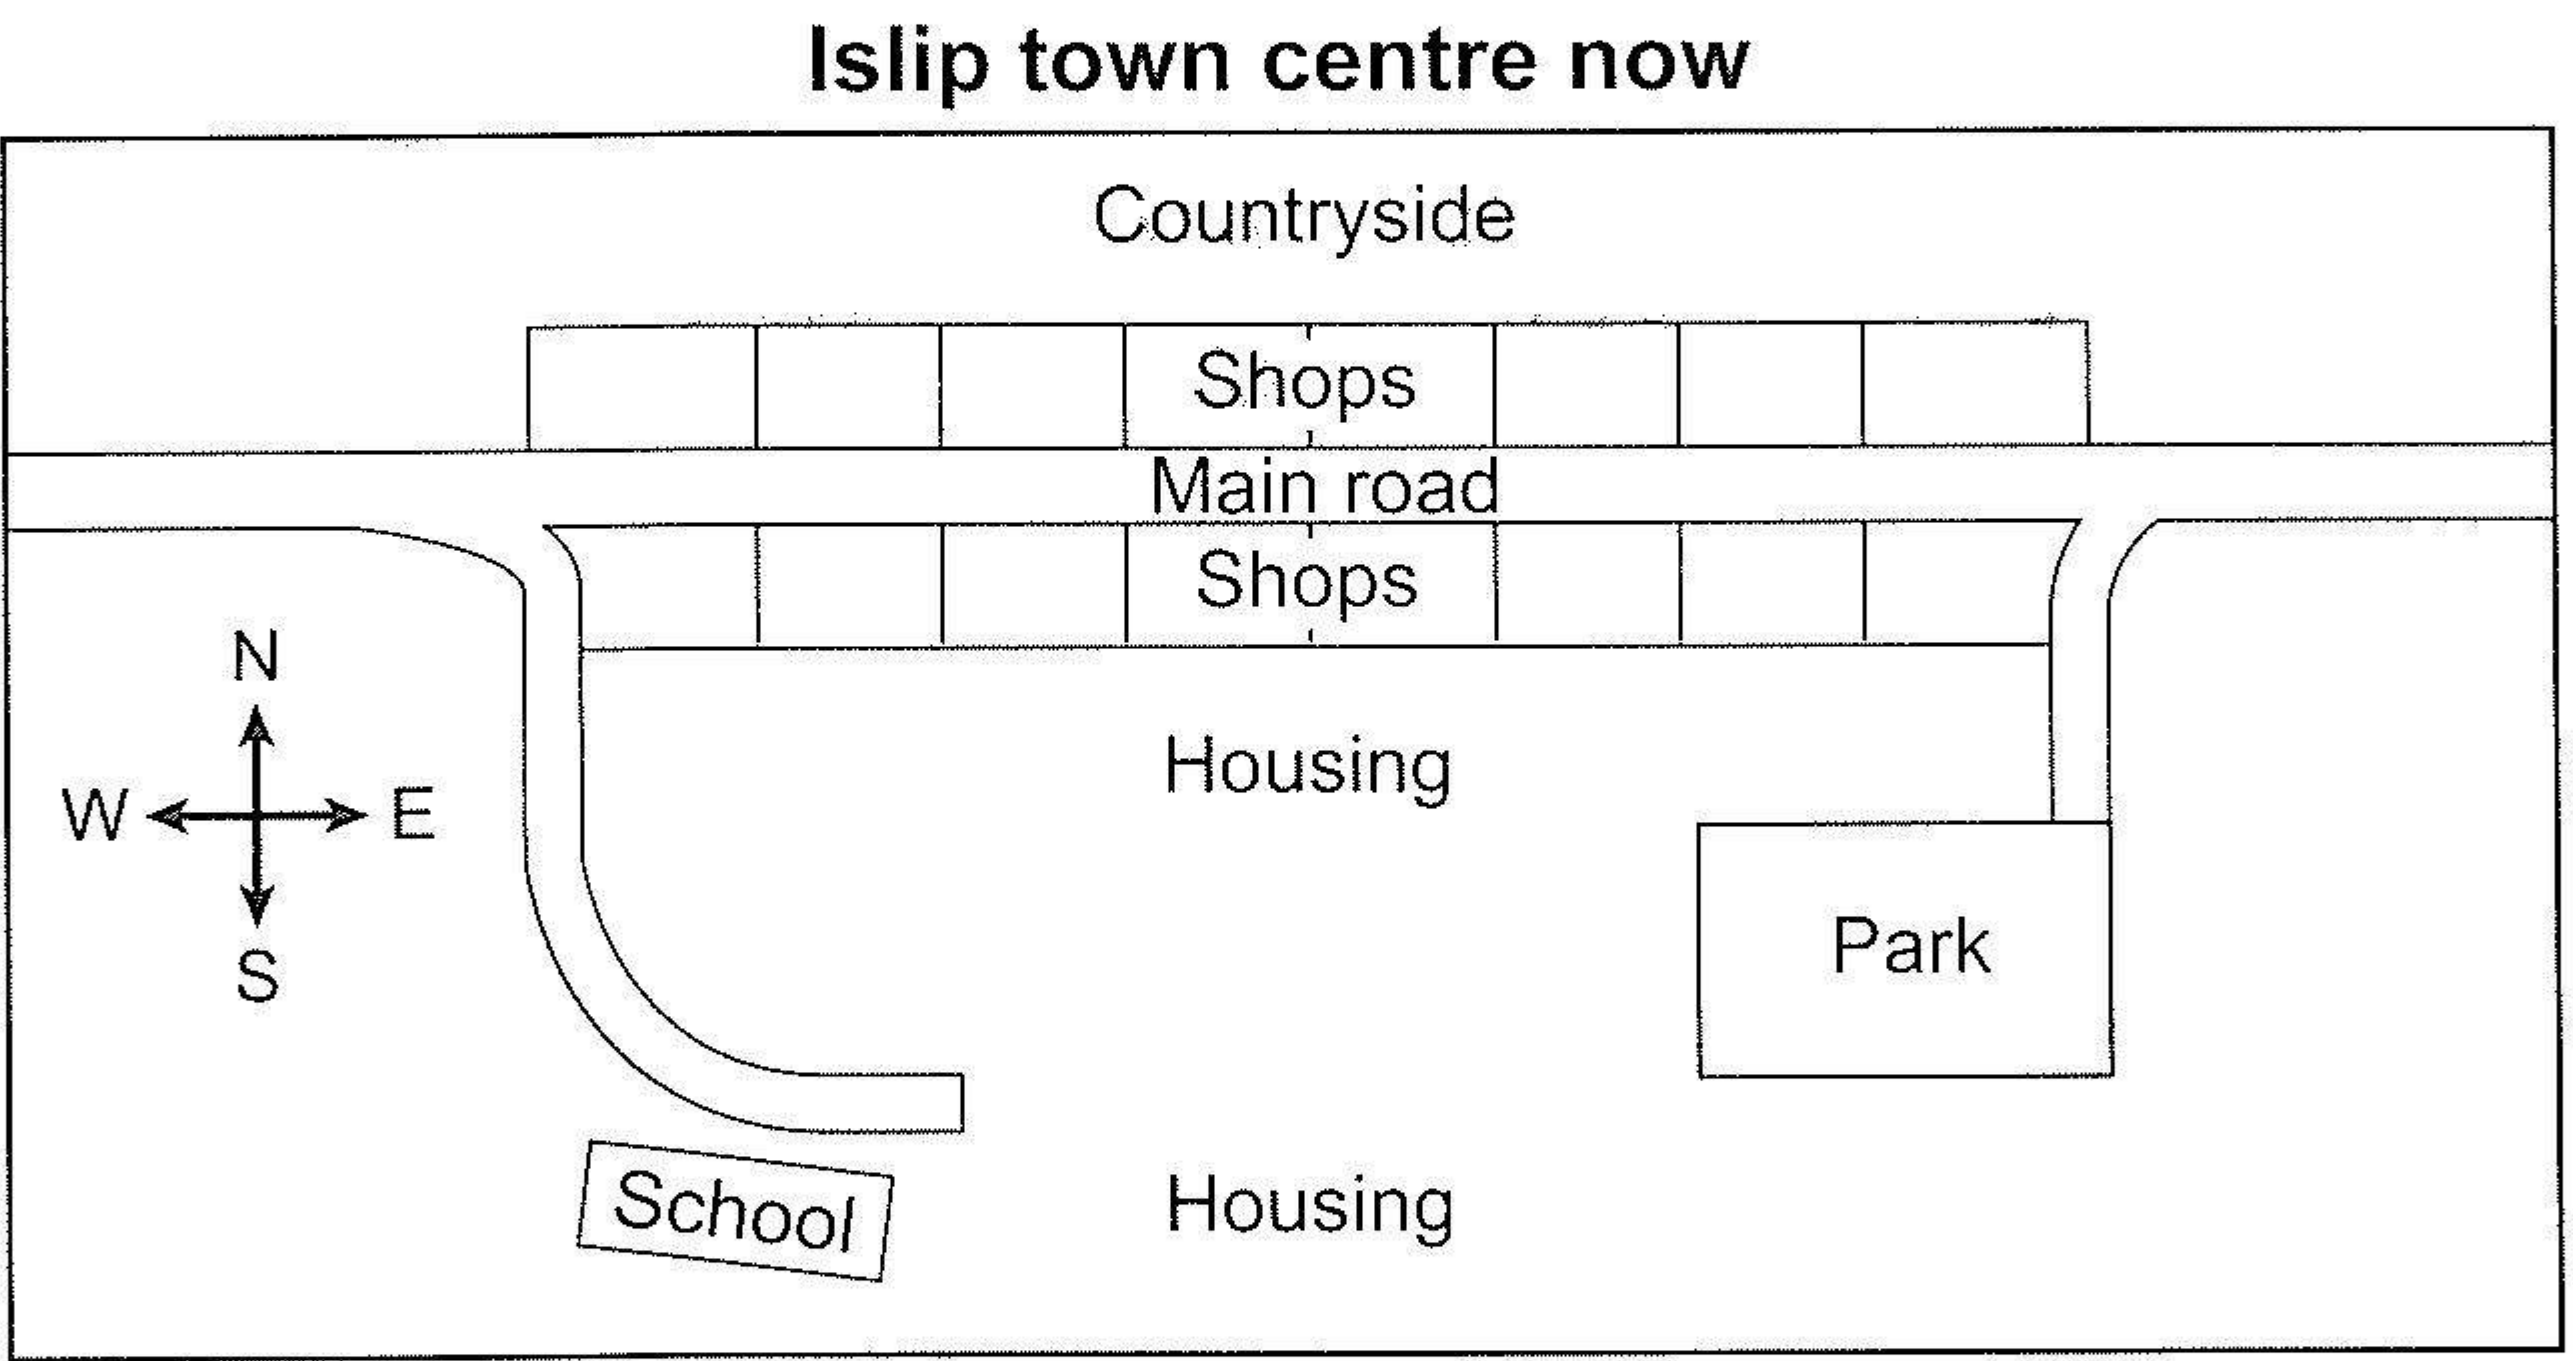 Islip town centre now
Countryside
Shops
Main road
Shops
N
W E
S
Housing
Park
School
Housing